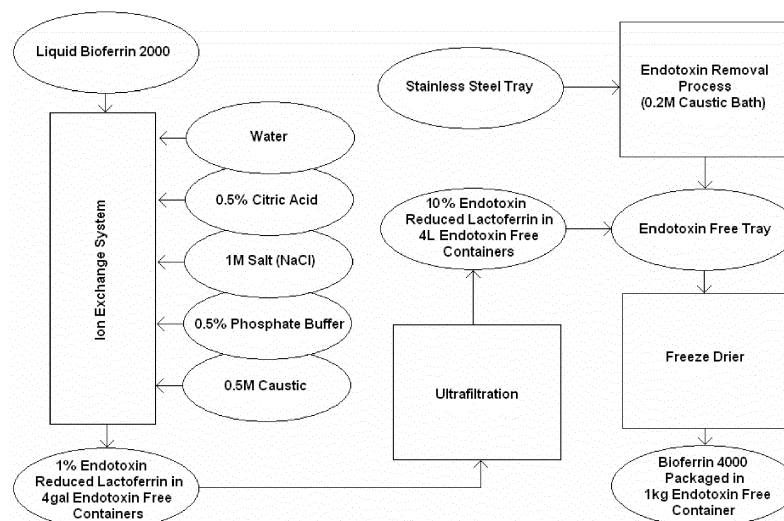 Liquid Bioferrin 2000
Ion Exchange System
Water
0.5% Citric Acid
1M Salt (NaCl)
0.5% Phosphate Buffer
0.5M Caustic
1% Endotoxin
Reduced Lactoferrin in
4gal Endotoxin Free
Containers
Ultrafiltration
10% Endotoxin
Reduced Lactoferrin in
4L Endotoxin Free
Containers
Stainless Steel Tray
Endotoxin Removal
Process
(0.2M Caustic Bath)
Endotoxin Free Tray
Freeze Drier
Bioferrin 4000
Packaged in
1kg Endotoxin Free
Container